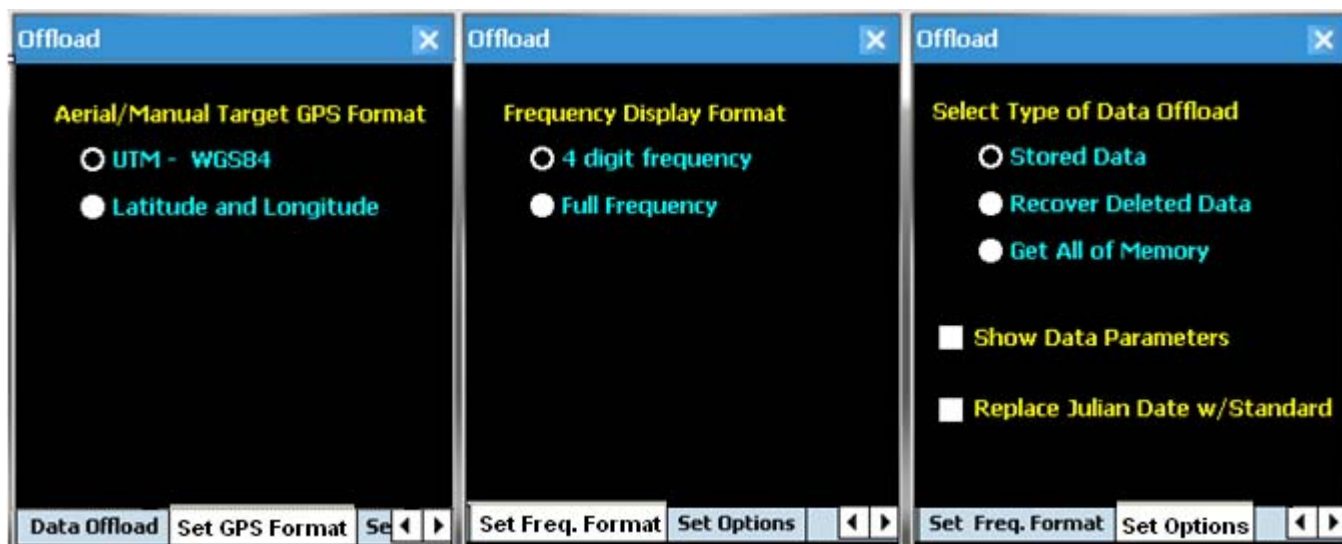 Offload
Aerial/Manual Target GPS Format
UTM - WGS84
Latitude and Longitude
Data Offload
Set GPS Format
Se
Offload
Frequency Display Format
4 digit frequency
Full Frequency
Set Freq. Format
Set Options
Offload
Select Type of Data Offload
Stored Data
Recover Deleted Data
Get All of Memory
Show Data Parameters
Replace Julian Date w/Standard
Set Freq. Format
Set Options